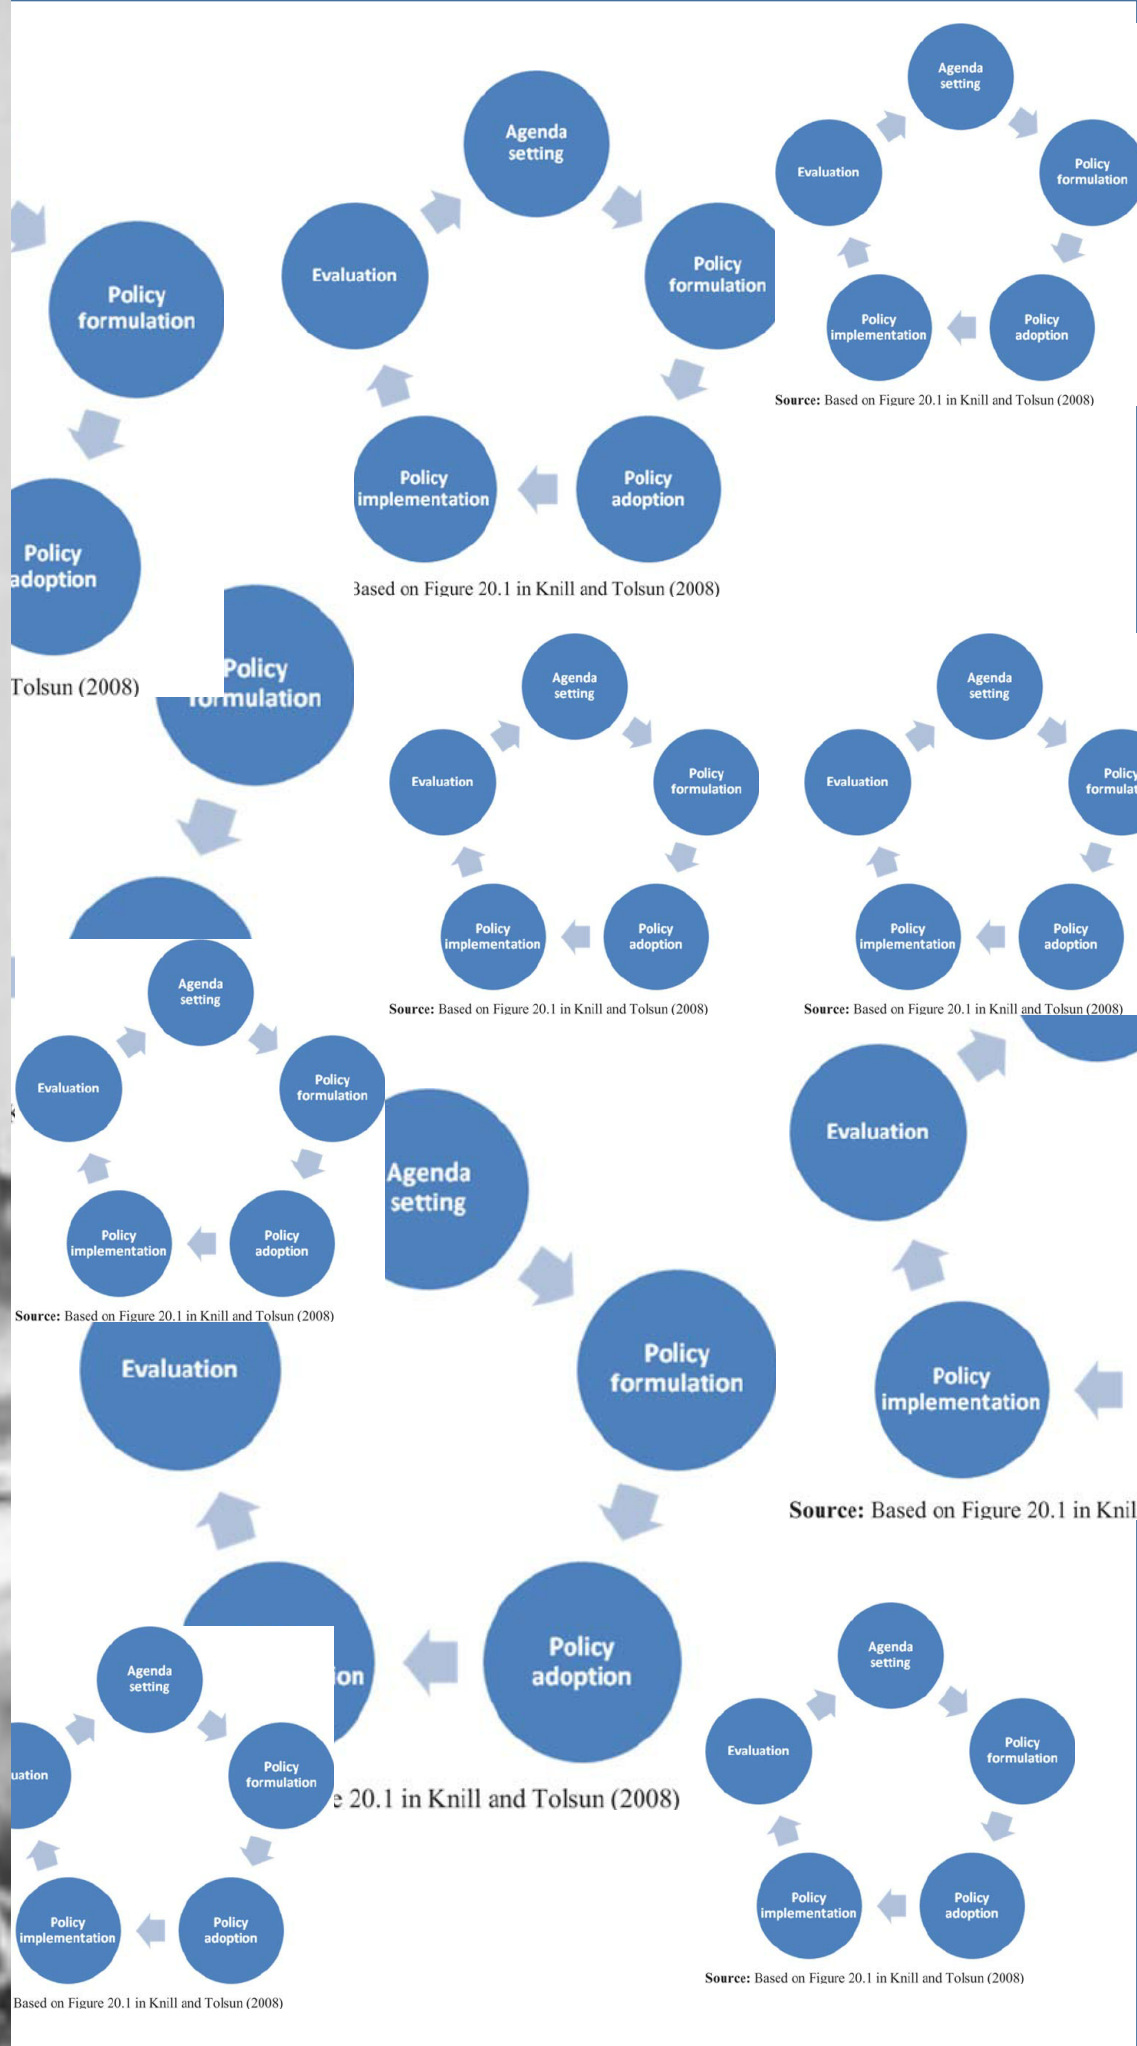 Agenda
setting
Evaluation
Policy
formulation
Policy
implementation
Policy
adoption
Source: Based on Figure 20.1 in Knill and Tolsun (2008)
Agenda
setting
Evaluation
Policy
formulation
Policy
implementation
Policy
adoption
Based on Figure 20.1 in Knill and Tolsun (2008)
Policy
formulation
Policy
adoption
Tolsun (2008)
Policy
formulation
Agenda
setting
Evaluation
Policy
formulation
Policy
implementation
Policy
adoption
Source: Based on Figure 20.1 in Knill and Tolsun (2008)
Agenda
setting
Evaluation
Policy
Policy
implementation
Policy
adoption
Source: Based on Figure 20.1 in Knill and Tolsun (2008)
Agenda
setting
Evaluation
Policy
formulation
Policy
implementation
Policy
adoption
Source: Based on Figure 20.1 in Knill and Tolsun (2008)
Agenda
setting
Evaluation
Policy
formulation
Policy
adoption
20.1 in Knill and Tolsun (2008)
Evaluation
Policy
implementation
Source: Based on Figure 20.1 in Knil
Agenda
setting
Policy
formulation
Policy
implementation
Policy
adoption
Based on Figure 20.1 in Knill and Tolsun (2008)
Agenda
setting
Evaluation
Policy
formulation
Policy
implementation
Policy
adoption
Source: Based on Figure 20.1 in Knill and Tolsun (2008)